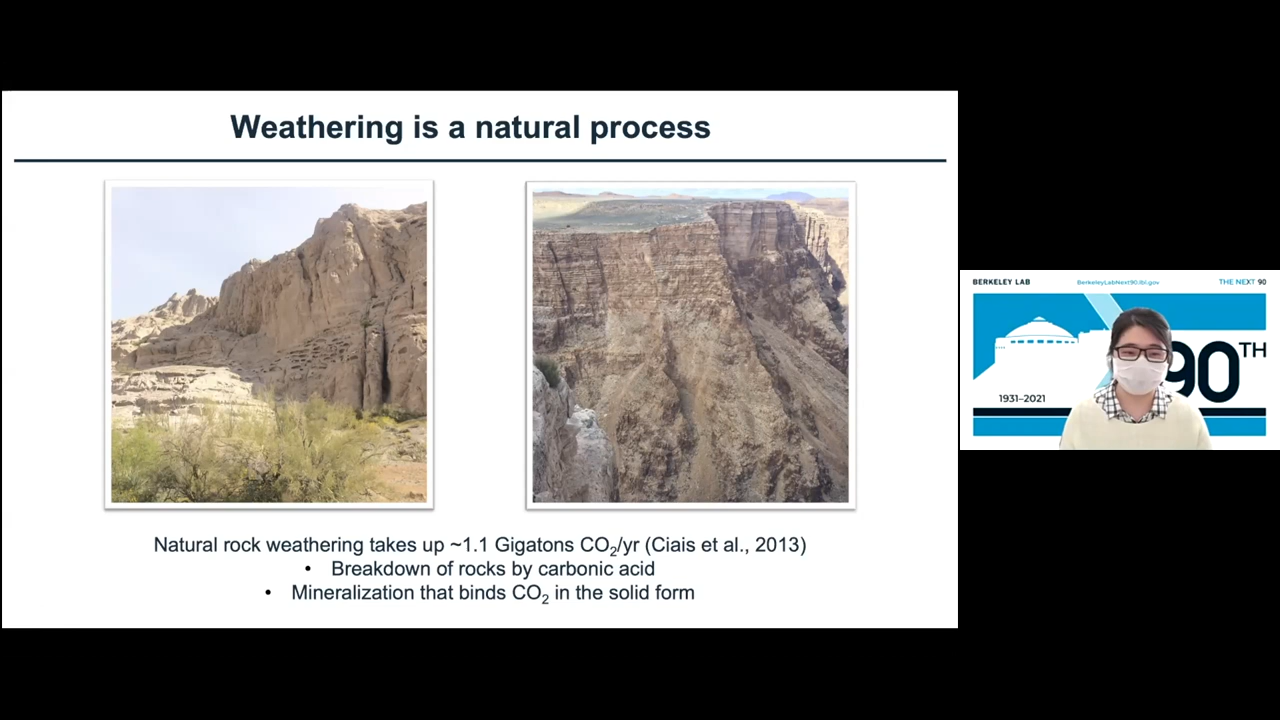 Weathering is a natural process
Natural rock weathering takes up ~1.1 Gigatons CO2/yr (Ciais et al., 2013)
• Breakdown of rocks by carbonic acid
• Mineralization that binds CO2 in the solid form
BERKELEY LAB
BerkeleyLabNext90.lbl.gov
THE NEXT 90
90TH
1931–2021